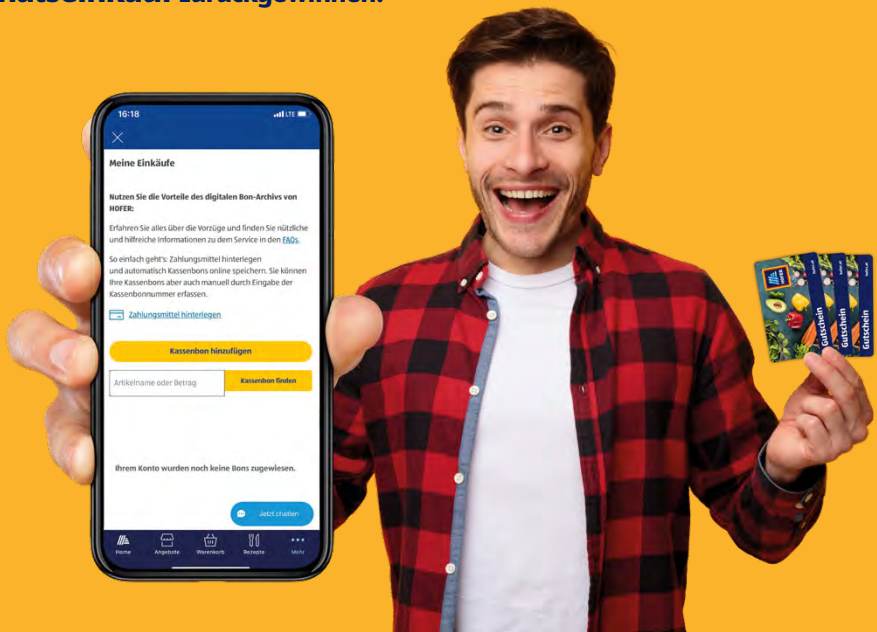 zurückgewinnen.
16:18
LTE
Meine Einkäufe
Nutzen Sie die Vorteile des digitalen Bon-Archivs von
HOFER:
Erfahren Sie alles über die Vorzüge und finden Sie nützliche
und hilfreiche Informationen zu dem Service in den FAQs.
So einfach geht's: Zahlungsmittel hinterlegen
und automatisch Kassenbons online speichern. Sie können
Ihre Kassenbons aber auch manuell durch Eingabe der
Kassenbonnummer erfassen.
Zahlungsmittel hinterlegen
Kassenbon hinzufügen
Artikelname oder Betrag
Kassenbon finden
Ihrem Konto wurden noch keine Bons zugewiesen.
Jetzt chatten
Home
Angebote
Warenkorb
Rezepte
Mehr
HOFER
Gutschein
Gutschein
Gutschein